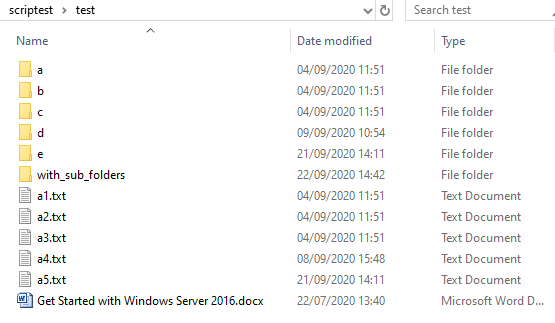 scriptest > test Search test
Name Date modified Type
a 04/09/2020 11:51 File folder
b 04/09/2020 11:51 File folder
c 04/09/2020 11:51 File folder
d 09/09/2020 10:54 File folder
e 21/09/2020 14:11 File folder
with_sub_folders 22/09/2020 14:42 File folder
a1.txt 04/09/2020 11:51 Text Document
a2.txt 04/09/2020 11:51 Text Document
a3.txt 04/09/2020 11:51 Text Document
a4.txt 08/09/2020 15:48 Text Document
a5.txt 21/09/2020 14:11 Text Document
Get Started with Windows Server 2016.docx 22/07/2020 13:40 Microsoft Word D...